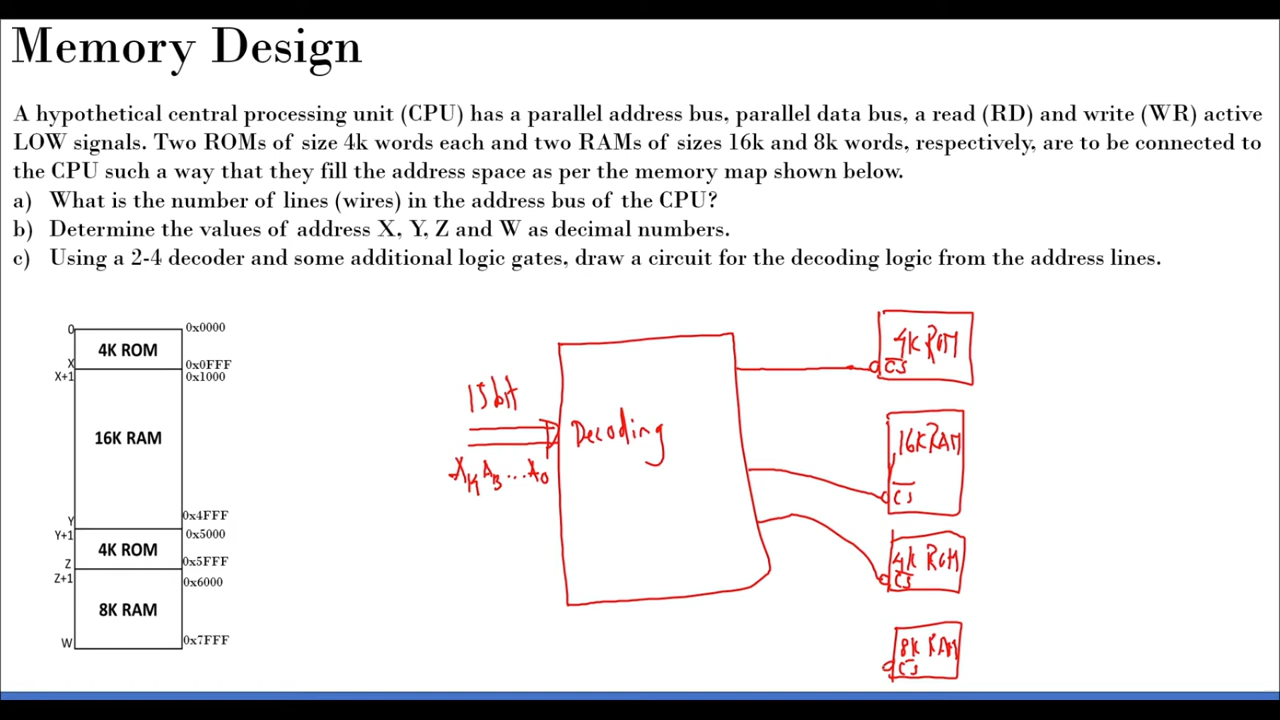 Memory Design
A hypothetical central processing unit (CPU) has a parallel address bus, parallel data bus, a read (RD) and write (WR) active
LOW signals. Two ROMs of size 4k words each and two RAMs of sizes 16k and 8k words, respectively, are to be connected to
the CPU such a way that they fill the address space as per the memory map shown below.
a) What is the number of lines (wires) in the address bus of the CPU?
b) Determine the values of address X, Y, Z and W as decimal numbers.
c) Using a 2-4 decoder and some additional logic gates, draw a circuit for the decoding logic from the address lines.
0
0x0000
4K ROM
X
0x0FFF
X+1
0x1000
16K RAM
Y
0x4FFF
Y+1
0x5000
4K ROM
Z
0x5FFF
Z+1
0x6000
8K RAM
W
0x7FFF
15bit
Decoding
...A0
4K ROM
CS
16K RAM
CS
4K ROM
CS
8K RAM
CS